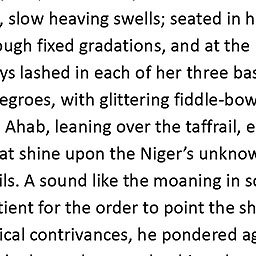 , slow heaving swells; seated in h
ough fixed gradations, and at the
ys lashed in each of her three bas
egroes, with glittering fiddle-bow
Ahab, leaning over the taffrail, e
at shine upon the Niger’s unknow
ils. A sound like the moaning in so
tient for the order to point the sh
ical contrivances, he pondered ag